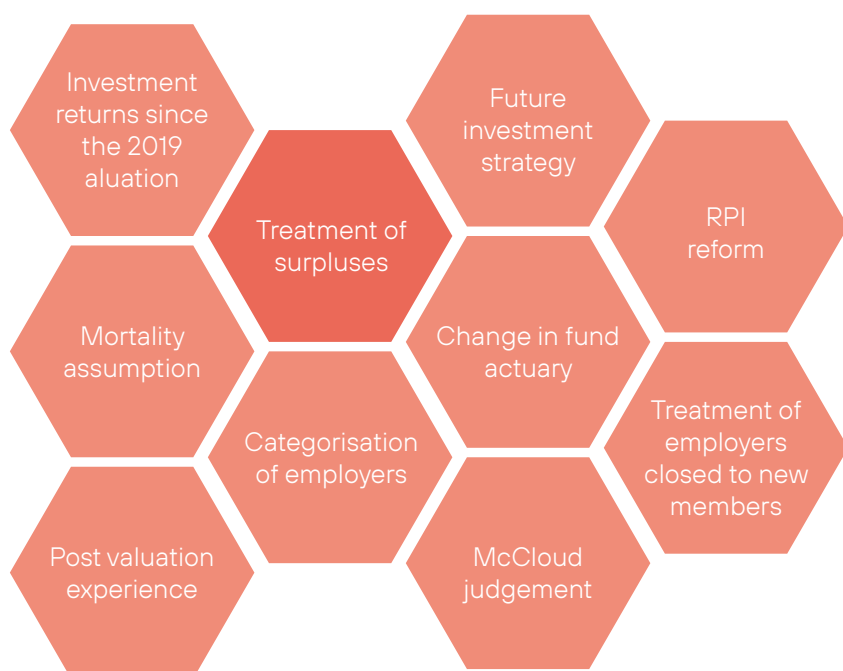 Investment
returns since
the 2019
aluation
Treatment of
surpluses
Future
investment
strategy
RPI
reform
Mortality
assumption
Change in fund
actuary
Categorisation
of employers
Treatment of
employers
closed to new
members
Post valuation
experience
McCloud
judgement